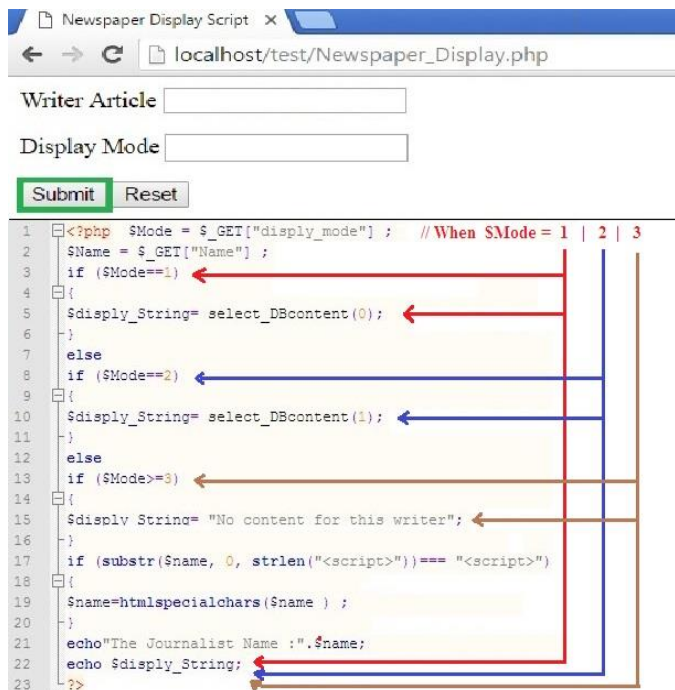 Newspaper Display Script ×
localhost/test/Newspaper_Display.php
Writer Article
Display Mode
Submit Reset
1 <?php $Mode = $_GET["disply_mode"] ; // When $Mode = 1 | 2 | 3
2 $Name = $_GET["Name"] ;
3 if ($Mode==1)
4 {
5 $disply_String= select_DBcontent(0);
6 }
7 else
8 if ($Mode==2)
9 {
10 $disply_String= select_DBcontent(1);
11 }
12 else
13 if ($Mode>=3)
14 {
15 $disply String= "No content for this writer";
16 }
17 if (substr($name, 0, strlen("<script>"))=== "<script>")
18 {
19 $name=htmlspecialchars($name ) ;
20 }
21 echo"The Journalist Name :".$name;
22 echo $disply_String;
23 ?>